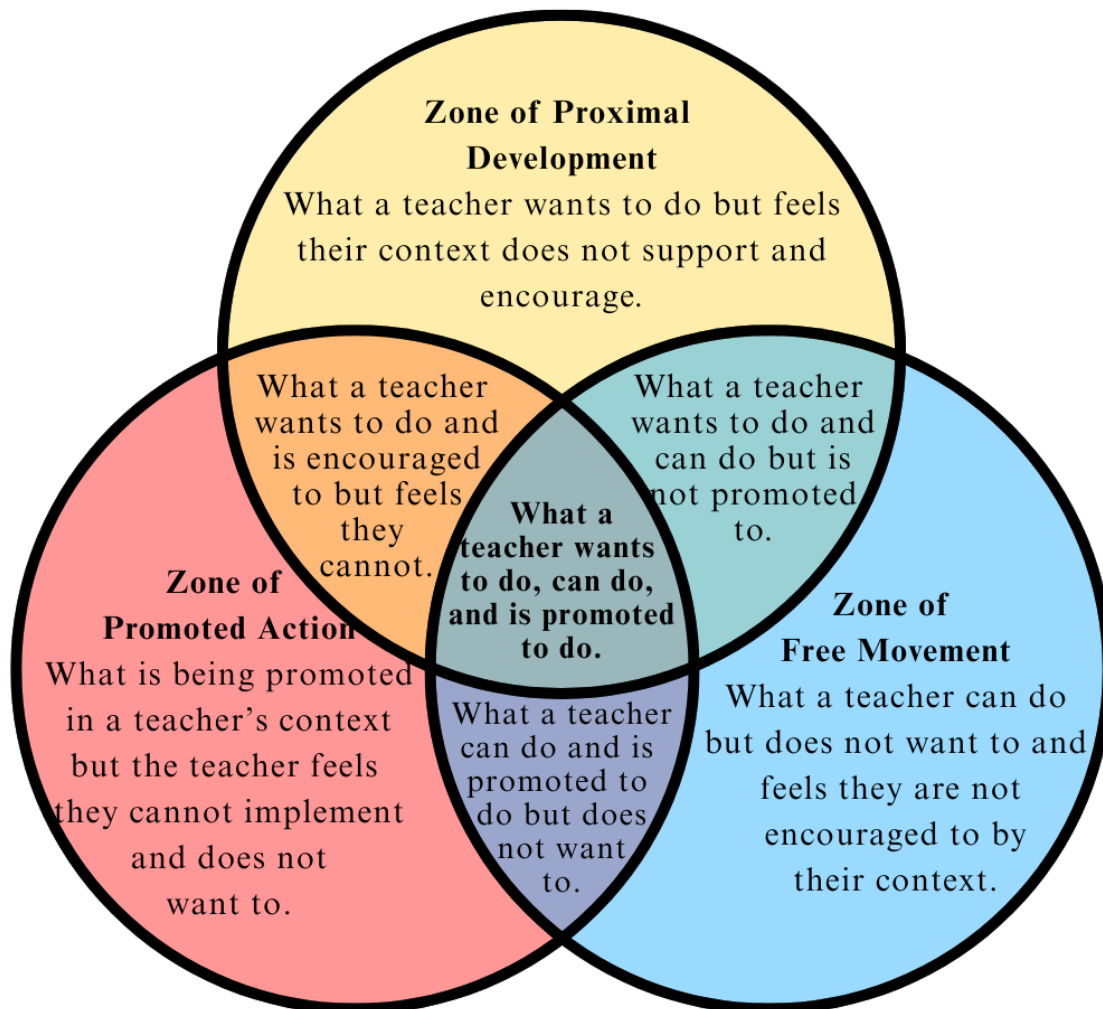 Zone of Proximal
Development
What a teacher wants to do but feels
their context does not support and
encourage.
What a teacher
wants to do and
is encouraged
to but feels
they
cannot.
What a teacher
wants to do and
can do but is
not promoted
to.
What a
teacher wants
to do, can do,
and is promoted
to do.
Zone of
Promoted Action
What is being promoted
in a teacher’s context
but the teacher feels
they cannot implement
and does not
want to.
What a teacher
can do and is
promoted to
do but does
not want
to.
Zone of
Free Movement
What a teacher can do
but does not want to and
feels they are not
encouraged to by
their context.